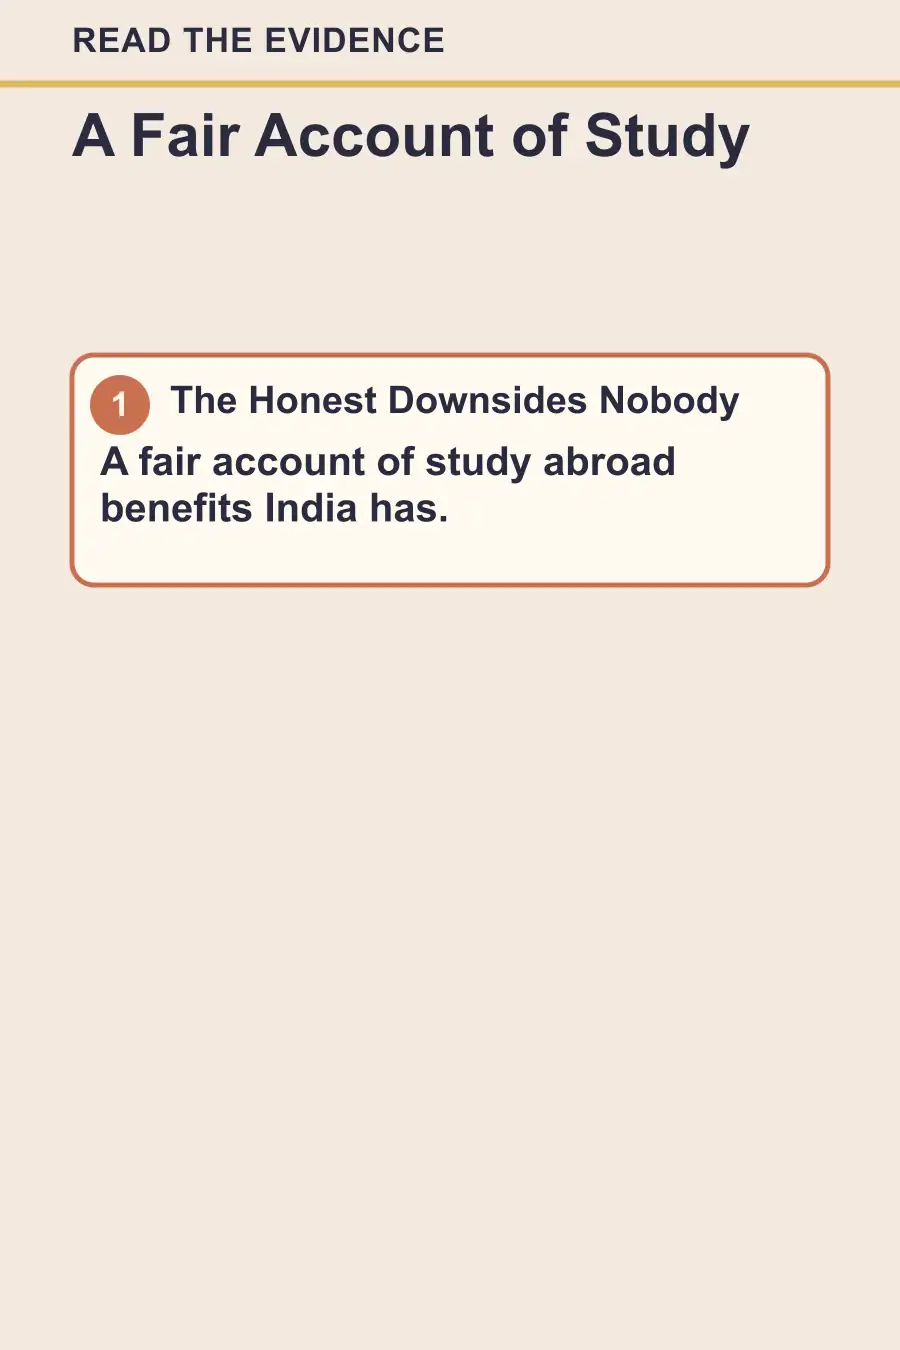 READ THE EVIDENCE
A Fair Account of Study
1 The Honest Downsides Nobody
A fair account of study abroad
benefits India has.